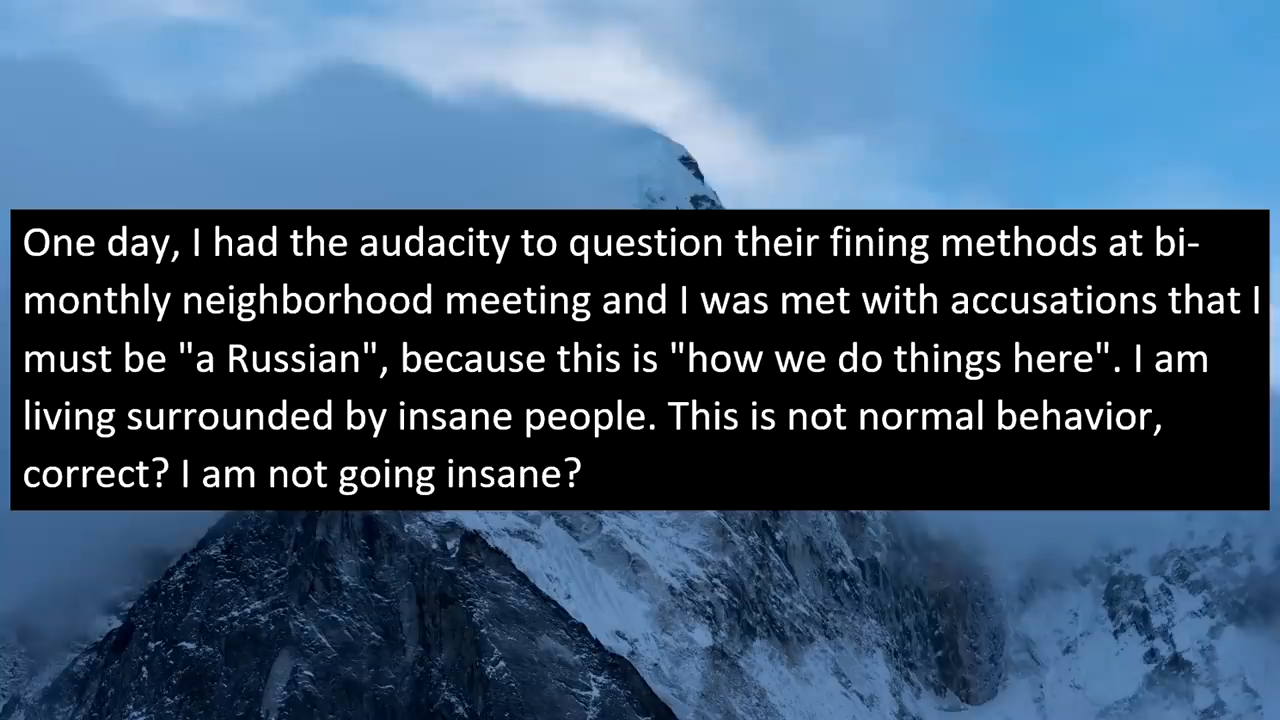 One day, I had the audacity to question their fining methods at bi-
monthly neighborhood meeting and I was met with accusations that I
must be "a Russian", because this is "how we do things here". I am
living surrounded by insane people. This is not normal behavior,
correct? I am not going insane?